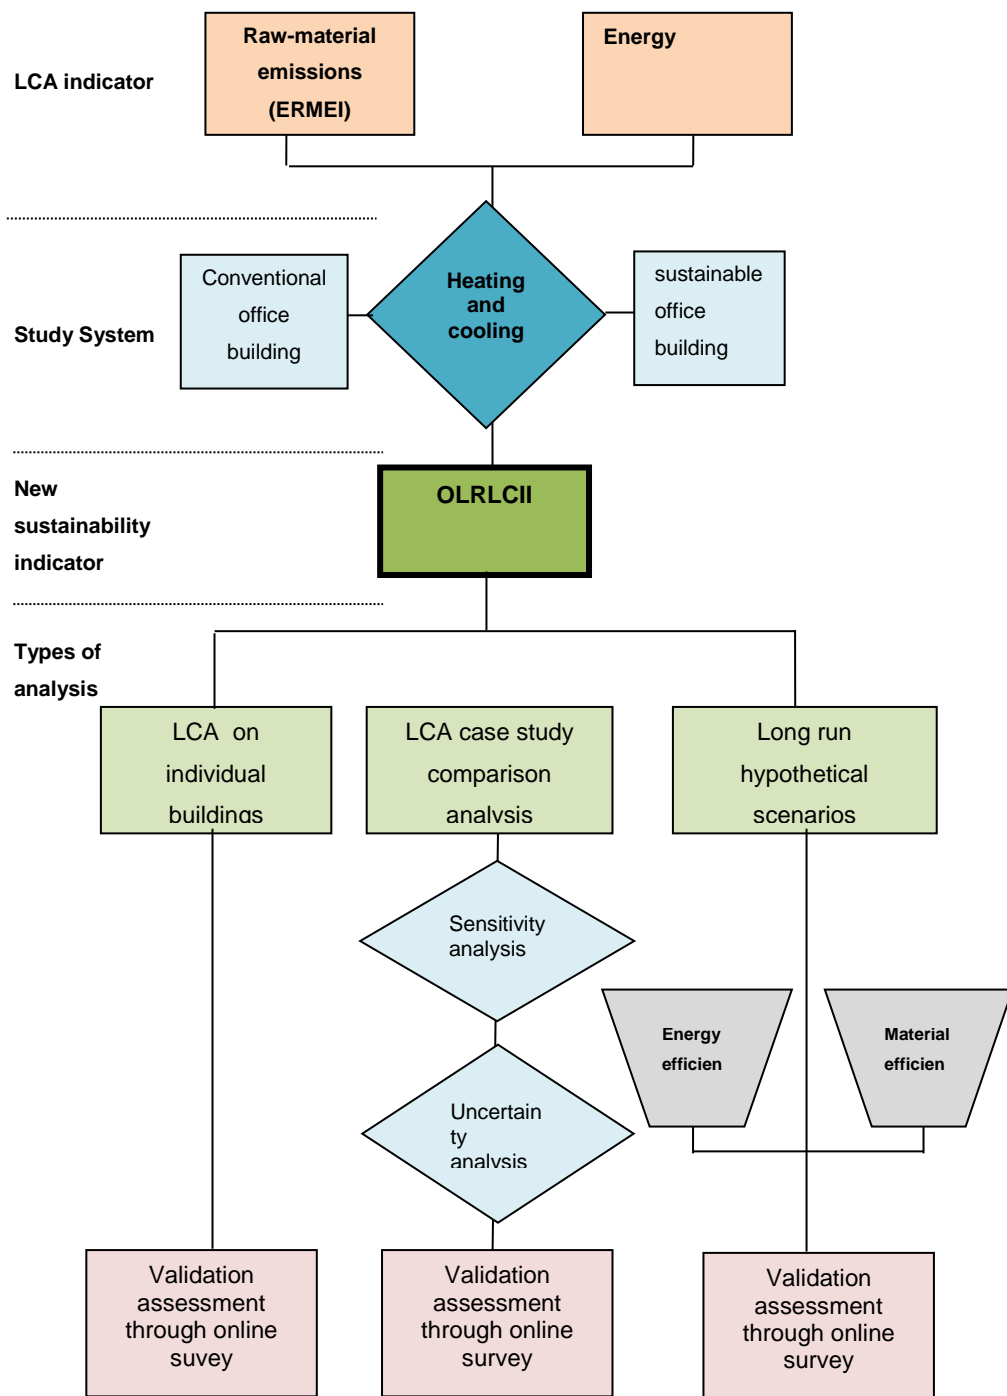 Raw-material
emissions
(ERMEI)
Energy
LCA indicator
Conventional
office
building
Heating
and
cooling
sustainable
office
building
Study System
New
sustainability
indicator
OLRLCII
Types of
analysis
LCA on
individual
buildings
LCA case study
comparison
analysis
Long run
hypothetical
scenarios
Sensitivity
analysis
Energy
efficien
Material
efficien
Uncertain
ty
analysis
Validation
assessment
through online
suvey
Validation
assessment
through online
survey
Validation
assessment
through online
survey